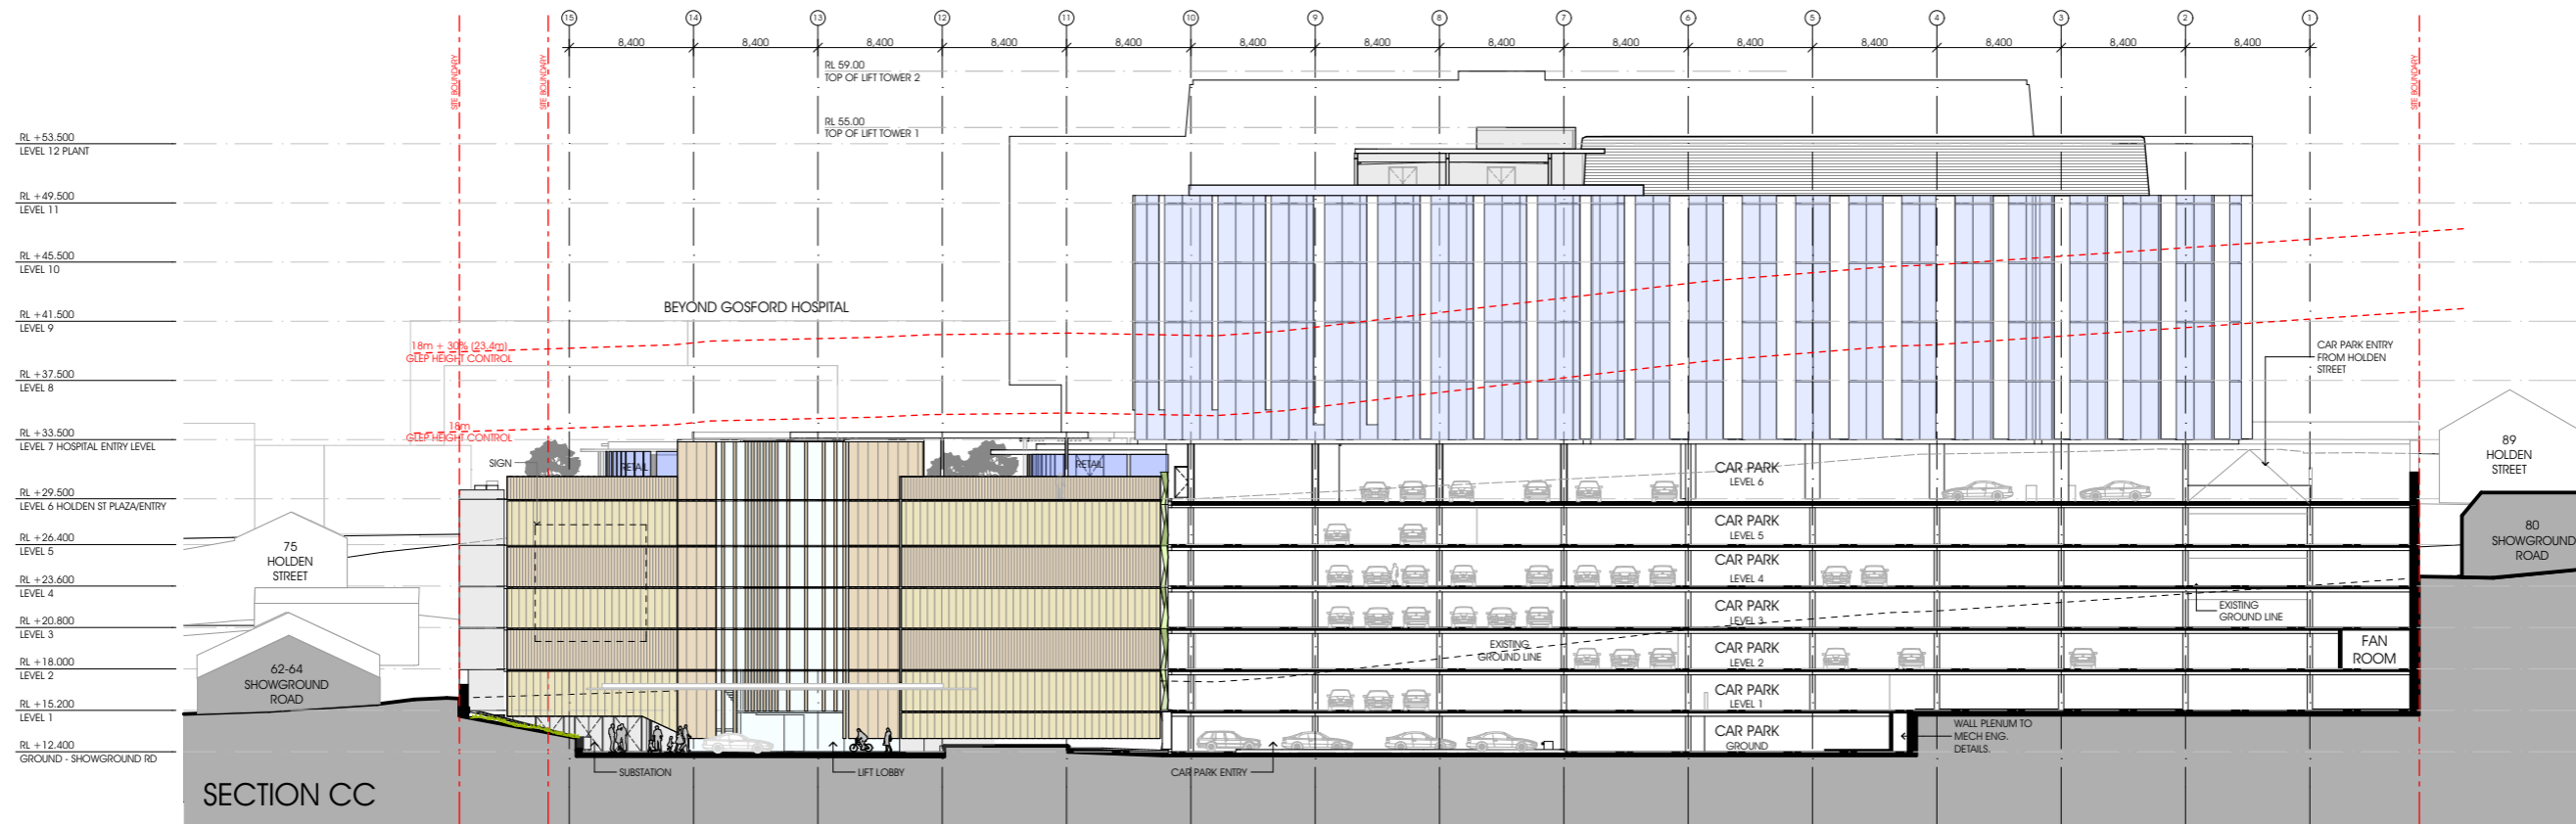 15 14 13 12 11 10 9 8 7 6 5 4 3 2 1
8,400 8,400 8,400 8,400 8,400 8,400 8,400 8,400 8,400 8,400 8,400 8,400 8,400 8,400
SITE BOUNDARY
SITE BOUNDARY
SITE BOUNDARY
RL 59.00
TOP OF LIFT TOWER 2
RL 55.00
TOP OF LIFT TOWER 1
RL +53.500
LEVEL 12 PLANT
RL +49.500
LEVEL 11
RL +45.500
LEVEL 10
RL +41.500
LEVEL 9
RL +37.500
LEVEL 8
RL +33.500
LEVEL 7 HOSPITAL ENTRY LEVEL
RL +29.500
LEVEL 6 HOLDEN ST PLAZA/ENTRY
RL +26.400
LEVEL 5
RL +23.600
LEVEL 4
RL +20.800
LEVEL 3
RL +18.000
LEVEL 2
RL +15.200
LEVEL 1
RL +12.400
GROUND - SHOWGROUND RD
BEYOND GOSFORD HOSPITAL
18m + 30% (23.4m)
GLEP HEIGHT CONTROL
18m
GLEP HEIGHT CONTROL
SIGN
RETAIL
RETAIL
75
HOLDEN
STREET
62-64
SHOWGROUND
ROAD
CAR PARK
LEVEL 6
CAR PARK
LEVEL 5
CAR PARK
LEVEL 4
CAR PARK
LEVEL 3
CAR PARK
LEVEL 2
CAR PARK
LEVEL 1
CAR PARK
GROUND
EXISTING
GROUND LINE
EXISTING
GROUND LINE
CAR PARK ENTRY
FROM HOLDEN
STREET
89
HOLDEN
STREET
80
SHOWGROUND
ROAD
FAN
ROOM
WALL PLENUM TO
MECH ENG.
DETAILS.
SUBSTATION
LIFT LOBBY
CAR PARK ENTRY
SECTION CC